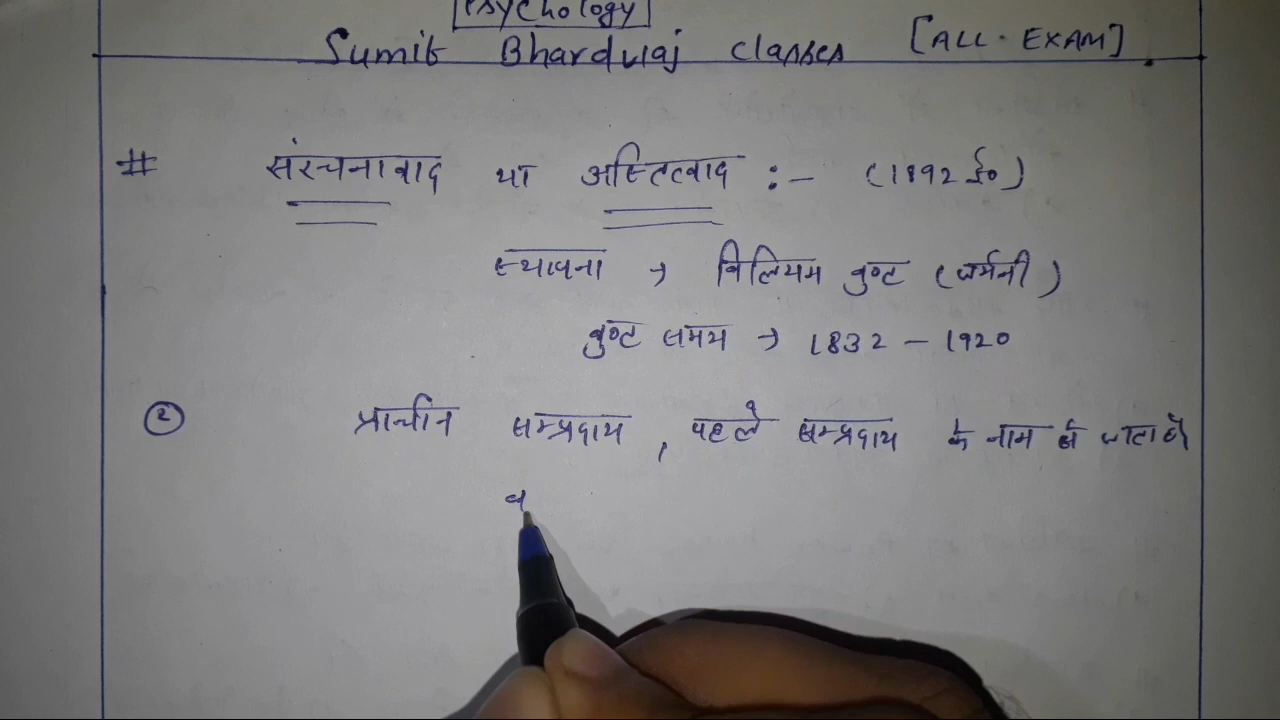 Psychology
Sumit Bhardwaj Classes [ALL. EXAM]
# संरचनावाद या अस्तित्वाद :- (1892 ई०)
स्थापना → विलियम वुण्ट (जर्मनी)
वुण्ट समय → 1832 - 1920
② प्राचीन सम्प्रदाय, पहले सम्प्रदाय के नाम से जाता है
व